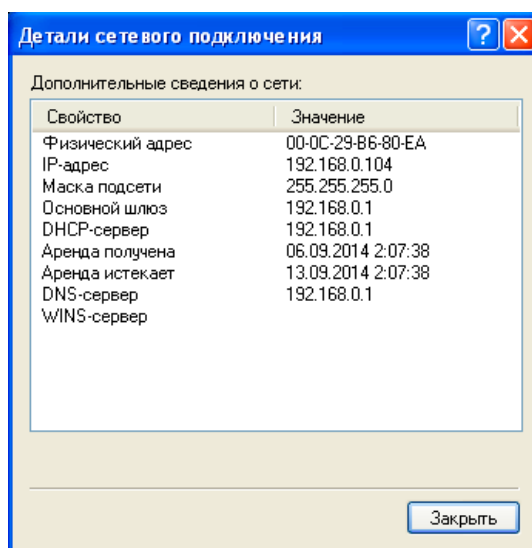 Детали сетевого подключения
Дополнительные сведения о сети:
Свойство Значение
Физический адрес 00-0C-29-B6-80-EA
IP-адрес 192.168.0.104
Маска подсети 255.255.255.0
Основной шлюз 192.168.0.1
DHCP-сервер 192.168.0.1
Аренда получена 06.09.2014 2:07:38
Аренда истекает 13.09.2014 2:07:38
DNS-сервер 192.168.0.1
WINS-сервер
Закрыть